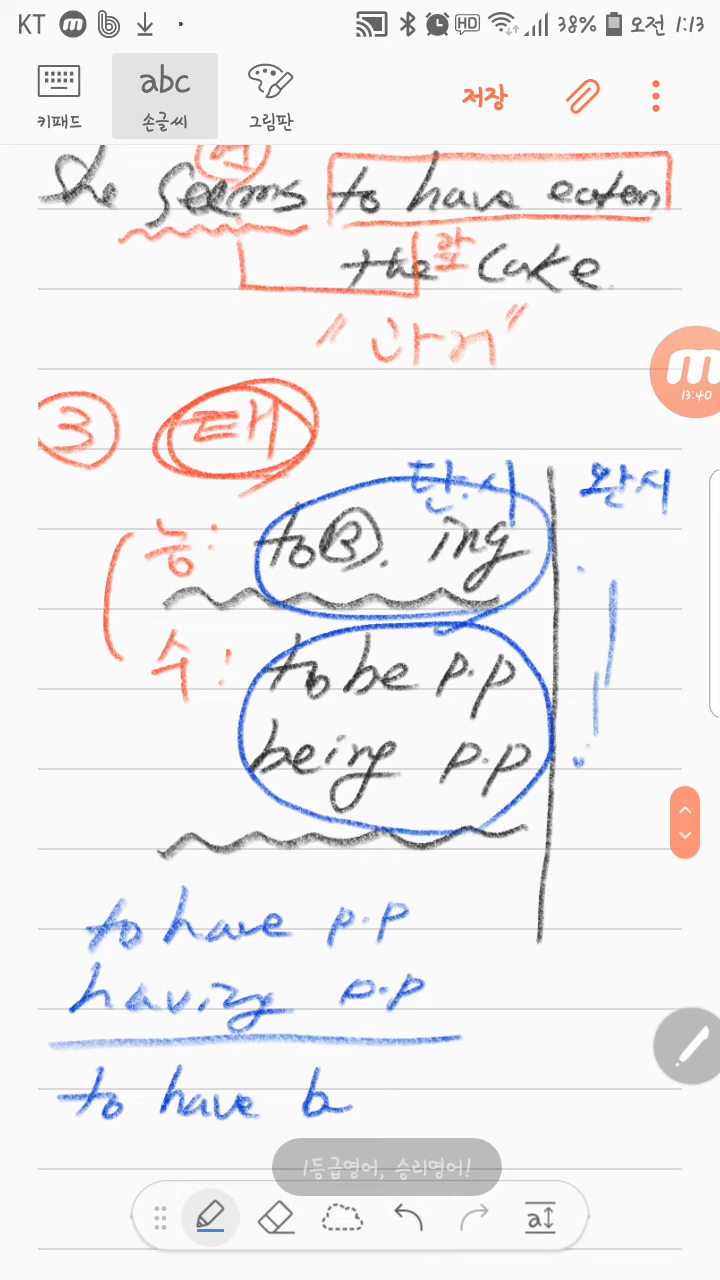 KT 38% 오전 1:13
키패드 abc 손글씨 그림판 저장
현
She seems to have eaten
앞
the cake.
"과거"
13:40
③ 태
단.시 완시
능: to Ⓡ. ing
수: to be p.p
being p.p
to have p.p
having p.p
to have b
1등급영어, 승리영어!